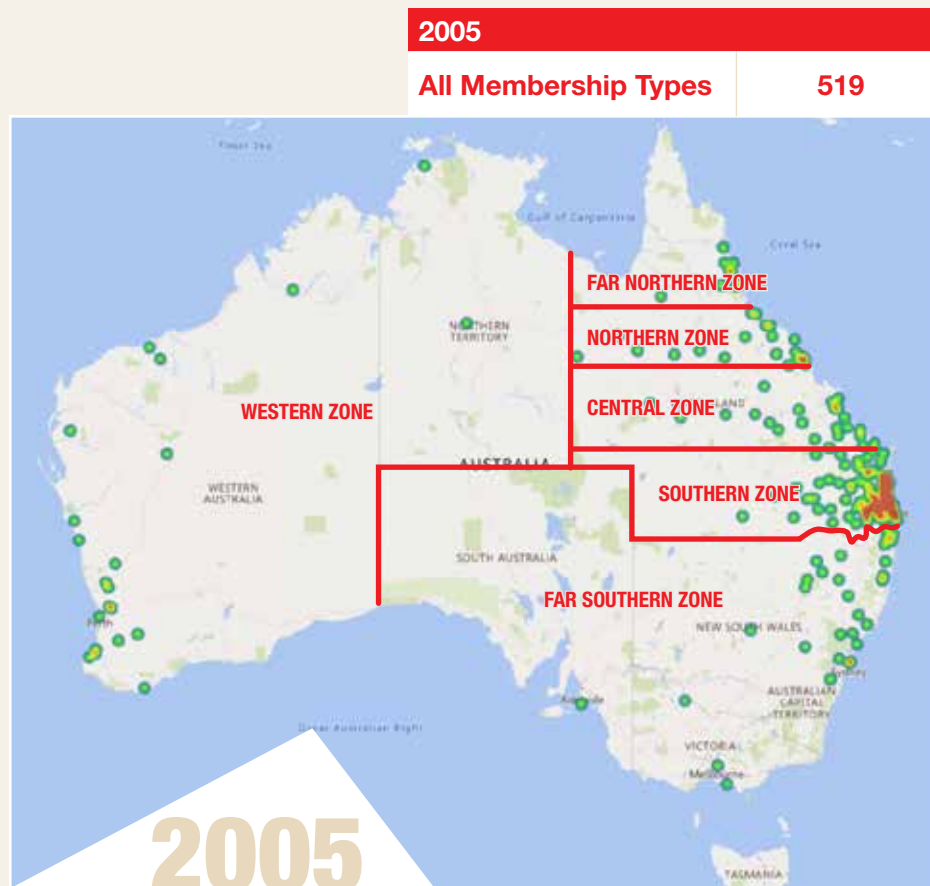 2005
All Membership Types 519
Timor Sea
Gulf of Carpentaria
Coral Sea
FAR NORTHERN ZONE
NORTHERN
TERRITORY
NORTHERN ZONE
WESTERN ZONE
CENTRAL ZONE
AUSTRALIA
WESTERN
AUSTRALIA
SOUTHERN ZONE
SOUTH AUSTRALIA
FAR SOUTHERN ZONE
Perth
NEW SOUTH WALES
Sydney
Adelaide
AUSTRALIAN
CAPITAL
TERRITORY
Great Australian Bight
VICTORIA
Melbourne
2005
TASMANIA